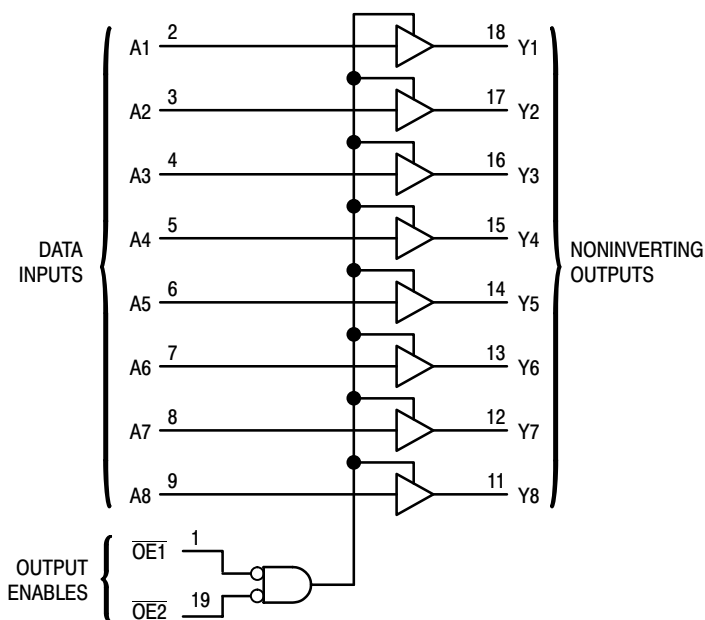 A1 2 18 Y1
A2 3 17 Y2
A3 4 16 Y3
A4 5 15 Y4
DATA
INPUTS
NONINVERTING
OUTPUTS
A5 6 14 Y5
A6 7 13 Y6
A7 8 12 Y7
A8 9 11 Y8
OUTPUT
ENABLES
O̅E̅1̅ 1
O̅E̅2̅ 19